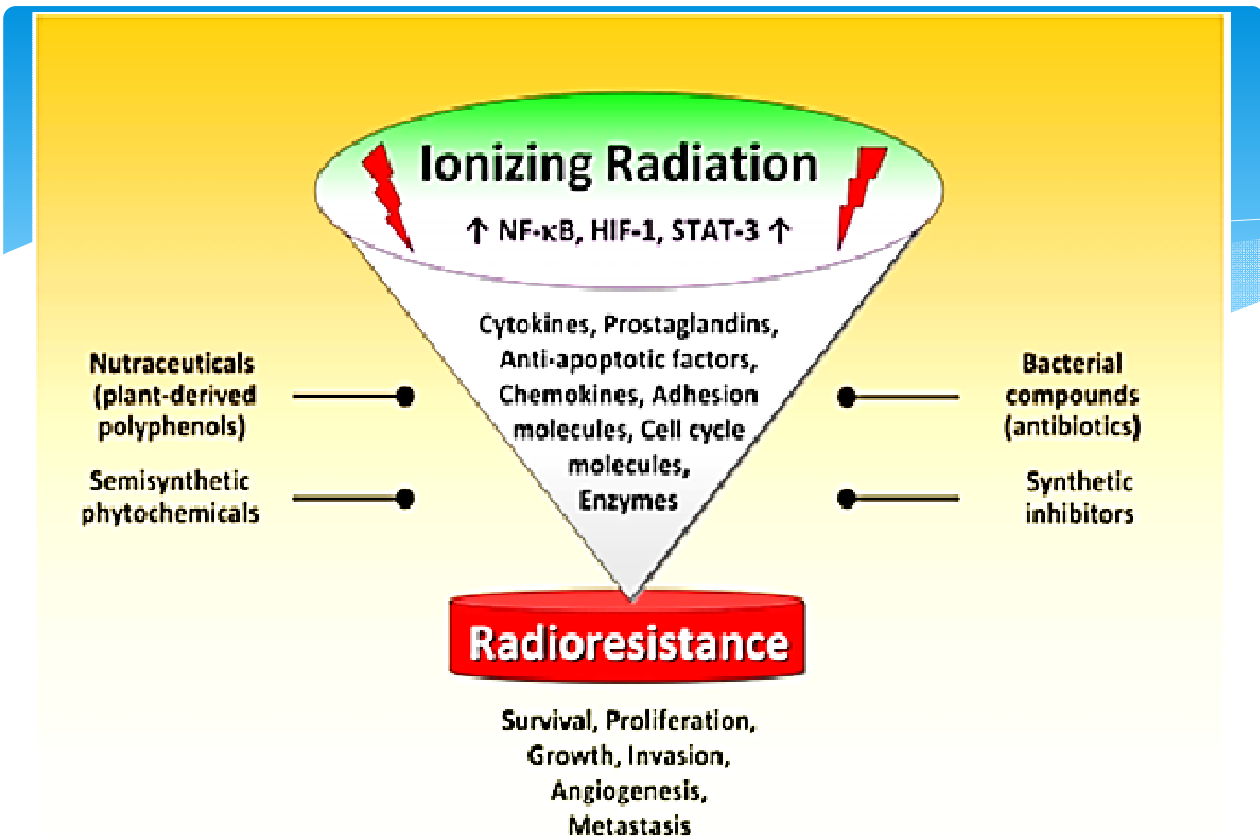 Ionizing Radiation
↑ NF-κB, HIF-1, STAT-3 ↑
Cytokines, Prostaglandins,
Anti-apoptotic factors,
Chemokines, Adhesion
molecules, Cell cycle
molecules,
Enzymes
Nutraceuticals
(plant-derived
polyphenols)
Semisynthetic
phytochemicals
Bacterial
compounds
(antibiotics)
Synthetic
inhibitors
Radioresistance
Survival, Proliferation,
Growth, Invasion,
Angiogenesis,
Metastasis